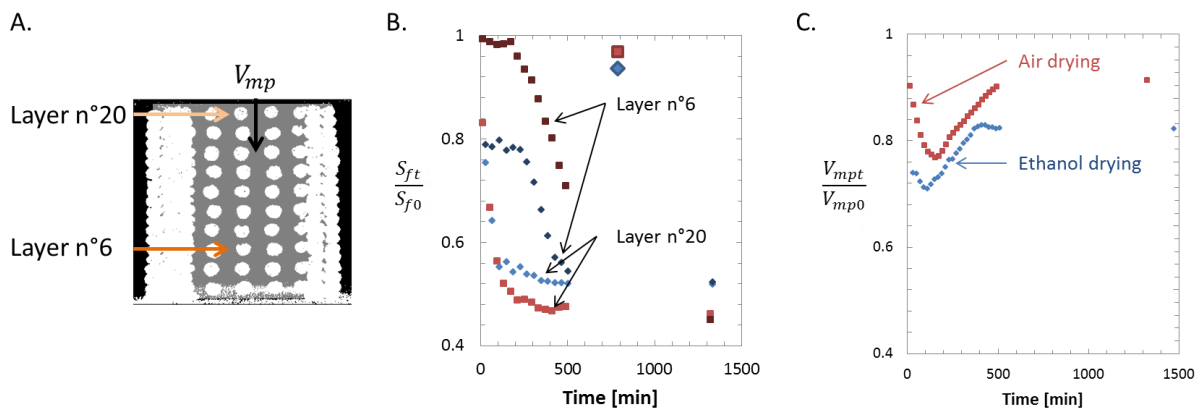 A.
V_mp
Layer n°20
Layer n°6
B.
S_ft
S_f0
1
0.8
0.6
0.4
Layer n°6
Layer n°20
0
500
1000
1500
Time [min]
C.
V_mpt
V_mp0
1
0.8
0.6
0.4
Air drying
Ethanol drying
0
500
1000
1500
Time [min]